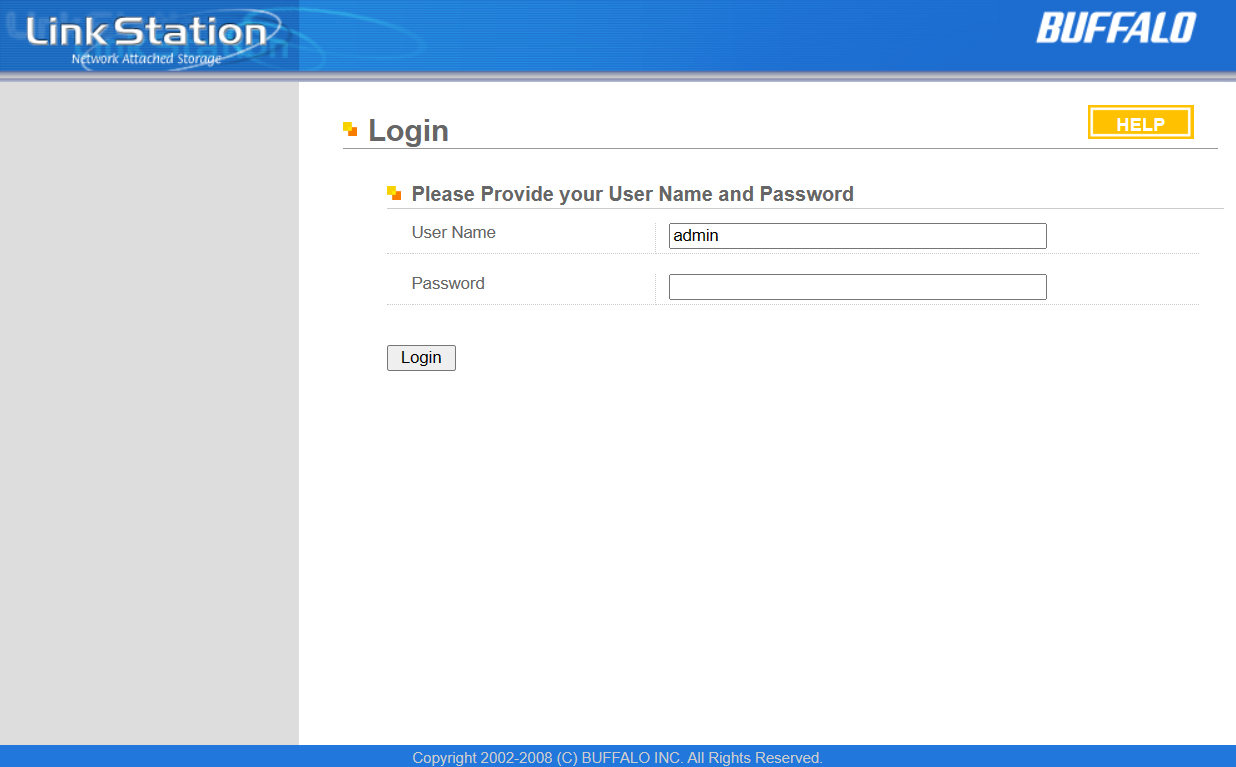 LinkStation
Network Attached Storage
BUFFALO
Login
HELP
Please Provide your User Name and Password
User Name
admin
Password
Login
Copyright 2002-2008 (C) BUFFALO INC. All Rights Reserved.